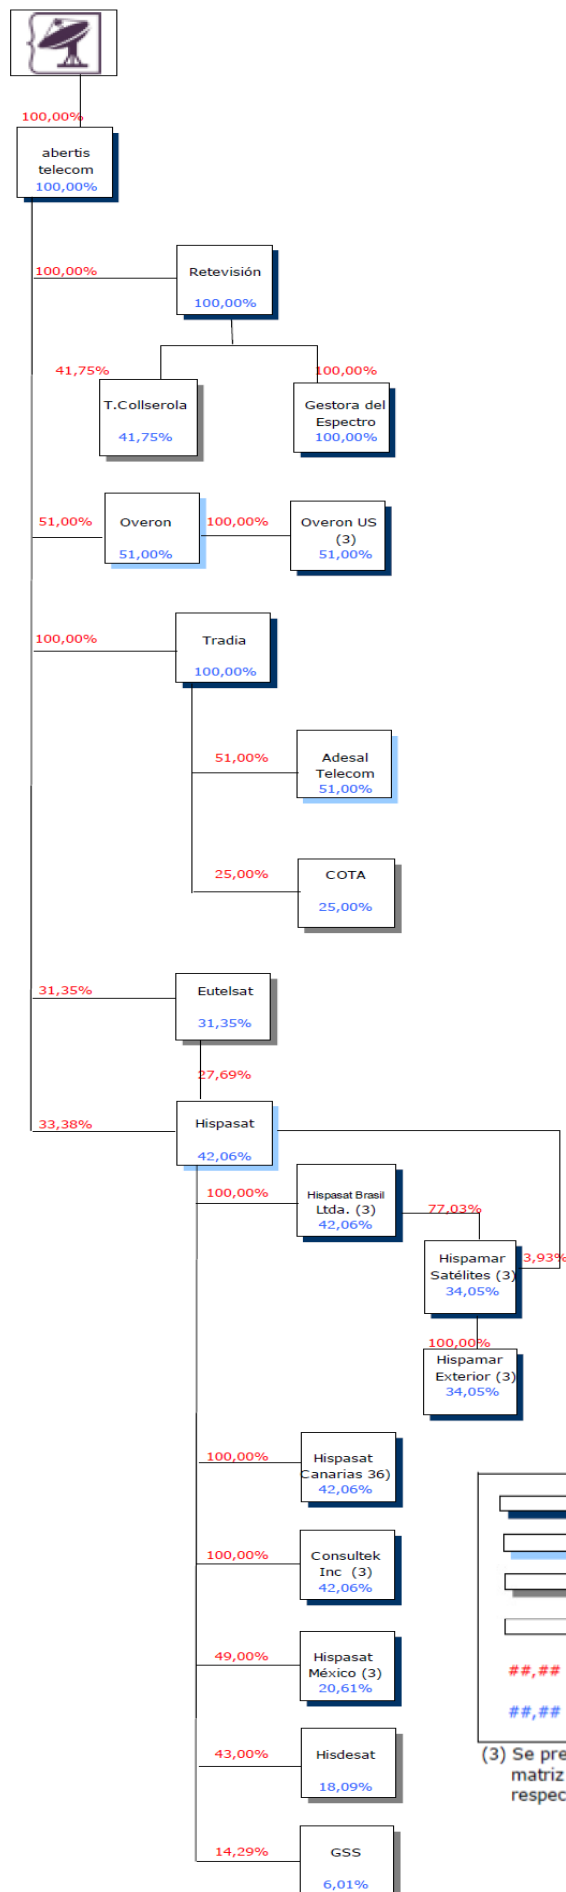 100,00%
abertis
telecom
100,00%
100,00%
Retevisión
100,00%
41,75%
100,00%
T.Collserola
41,75%
Gestora del
Espectro
100,00%
51,00%
Overon
51,00%
100,00%
Overon US
(3)
51,00%
100,00%
Tradia
100,00%
51,00%
Adesal
Telecom
51,00%
25,00%
COTA
25,00%
31,35%
Eutelsat
31,35%
27,69%
33,38%
Hispasat
42,06%
100,00%
Hispasat Brasil
Ltda. (3)
42,06%
77,03%
Hispamar
Satélites (3)
34,05%
3,93%
100,00%
Hispamar
Exterior (3)
34,05%
100,00%
Hispasat
Canarias 36)
42,06%
100,00%
Consultek
Inc (3)
42,06%
49,00%
Hispasat
México (3)
20,61%
43,00%
Hisdesat
18,09%
14,29%
GSS
6,01%
##,##
##,##
(3) Se pre
matriz
respec